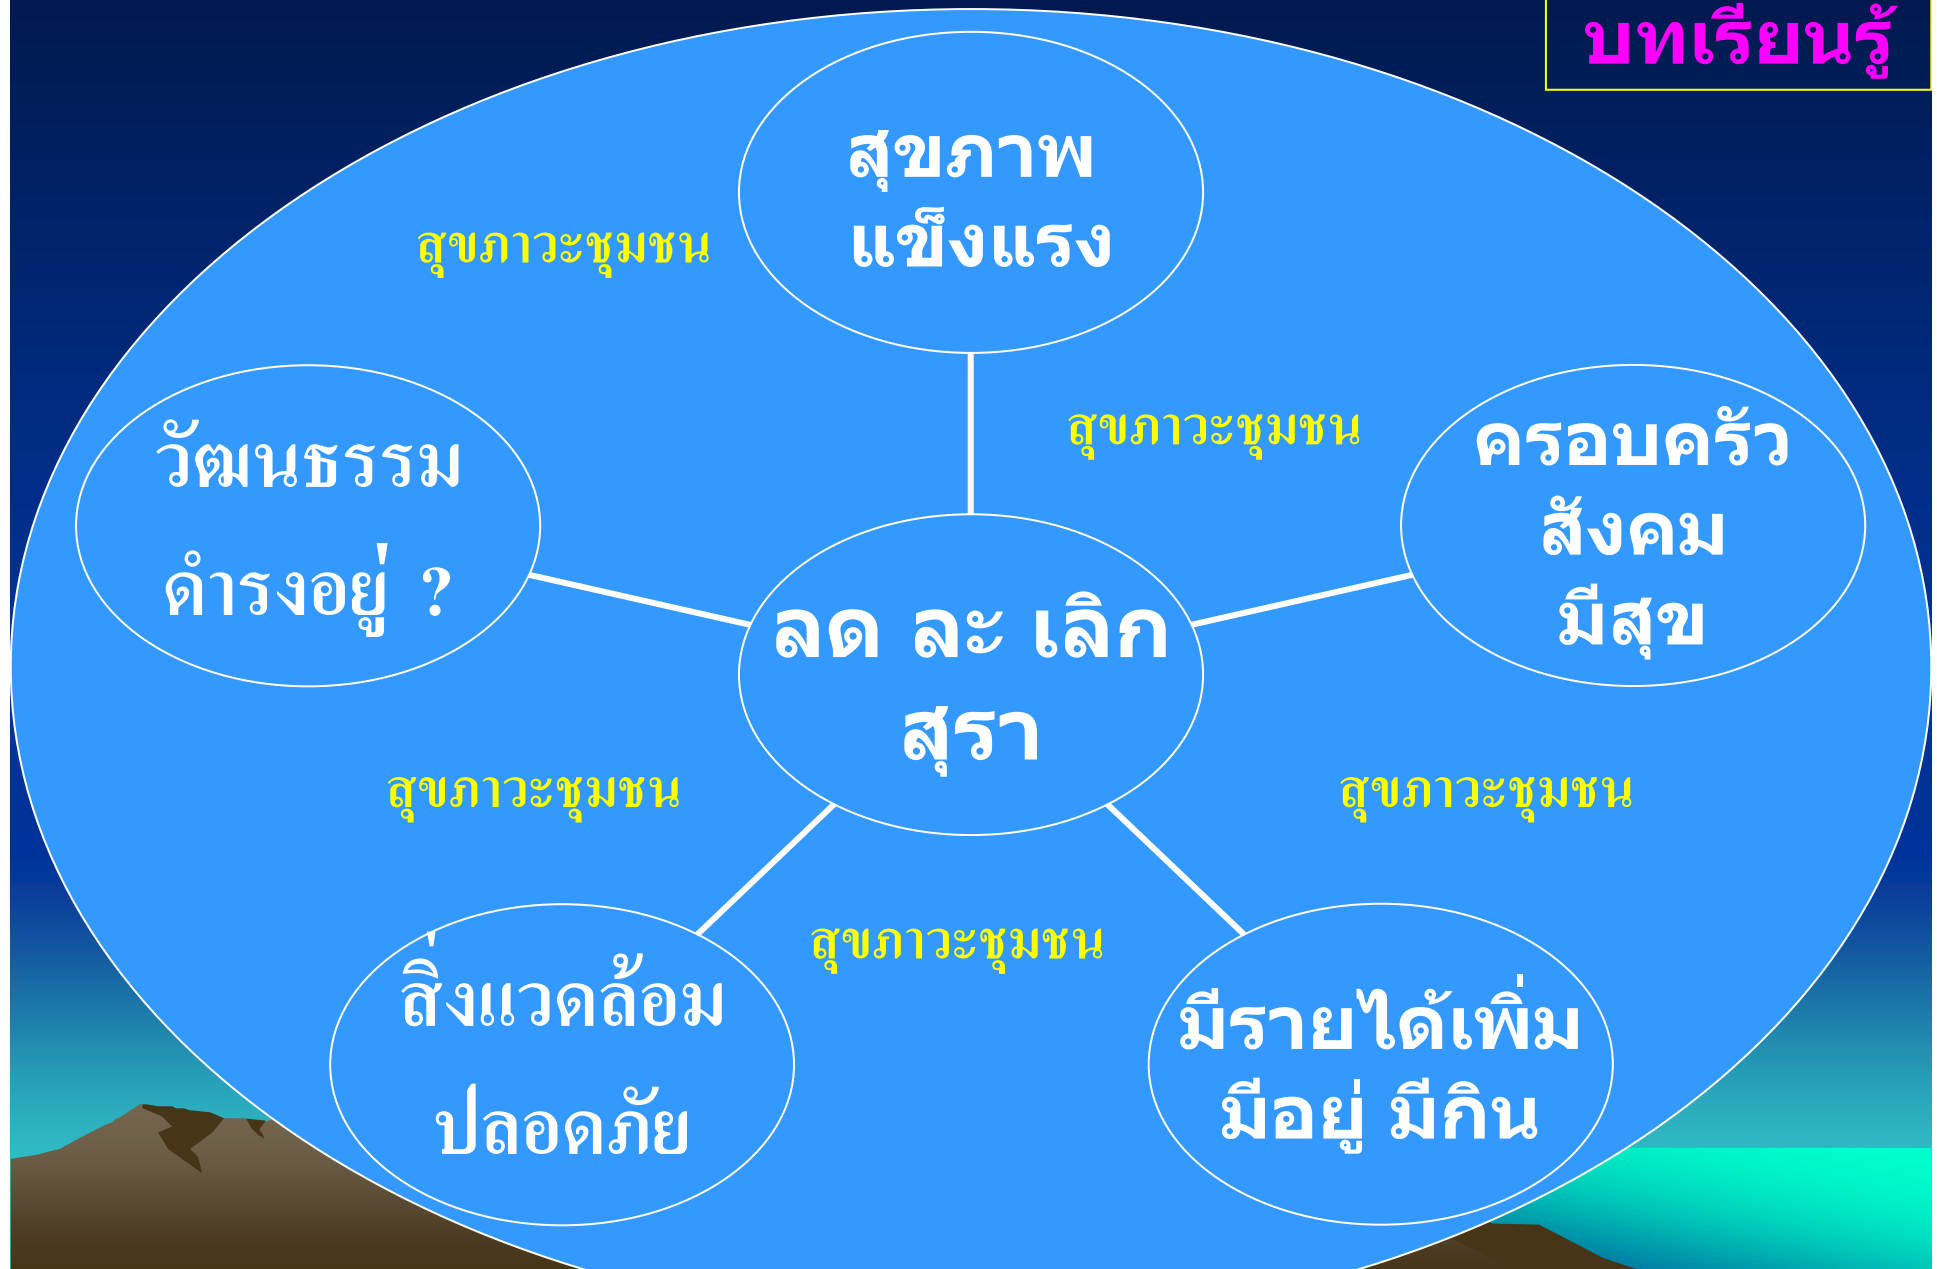 บทเรียนรู้
สุขภาพ
แข็งแรง
สุขภาวะชุมชน
สุขภาวะชุมชน
วัฒนธรรม
ดำรงอยู่ ?
ครอบครัว
สังคม
มีสุข
ลด ละ เลิก
สุรา
สุขภาวะชุมชน
สุขภาวะชุมชน
สุขภาวะชุมชน
สิ่งแวดล้อม
ปลอดภัย
มีรายได้เพิ่ม
มีอยู่ มีกิน